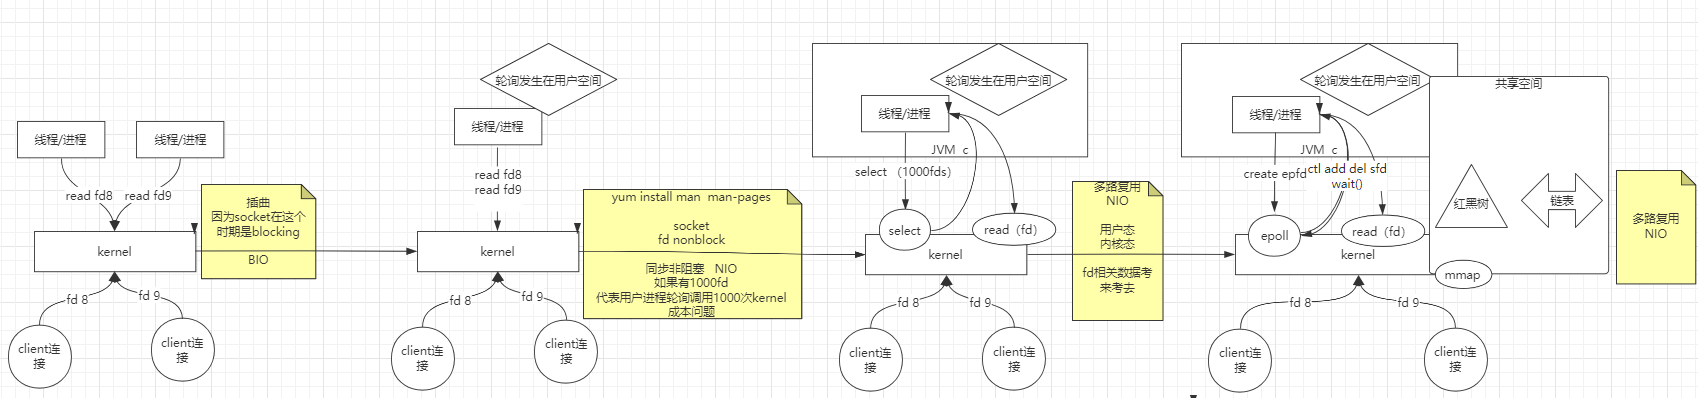 线程/进程
线程/进程
read fd8
read fd9
kernel
插曲
因为socket在这个
时期是blocking
BIO
fd 8
fd 9
client连
接
client连
接
轮询发生在用户空间
线程/进程
read fd8
read fd9
kernel
yum install man  man-pages
socket
fd nonblock
同步非阻塞   NIO
如果有1000fd
代表用户进程轮询调用1000次kernel
成本问题
fd 8
fd 9
client连
接
client连
接
轮询发生在用户空间
线程/进程
JVM  c
select （1000fds）
select
read（fd）
kernel
多路复用
NIO
用户态
内核态
fd相关数据考
来考去
fd 8
fd 9
client连
接
client连
接
轮询发生在用户空间
线程/进程
JVM  c
create epfd
ctl add del sfd
wait()
epoll
read（fd）
kernel
共享空间
红黑树
链表
mmap
多路复用
NIO
fd 8
fd 9
client连
接
client连
接